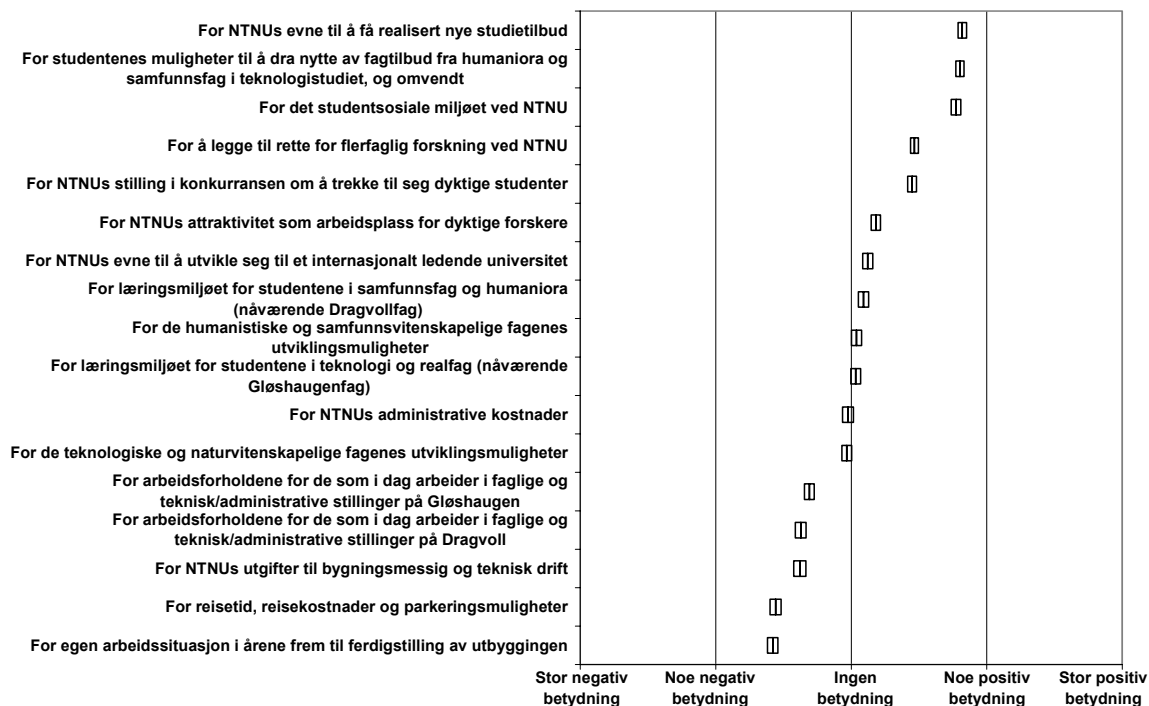 For NTNUs evne til å få realisert nye studietilbud
For studentenes muligheter til å dra nytte av fagtilbud fra humaniora og
samfunnsfag i teknologistudiet, og omvendt
For det studentsosiale miljøet ved NTNU
For å legge til rette for flerfaglig forskning ved NTNU
For NTNUs stilling i konkurransen om å trekke til seg dyktige studenter
For NTNUs attraktivitet som arbeidsplass for dyktige forskere
For NTNUs evne til å utvikle seg til et internasjonalt ledende universitet
For læringsmiljøet for studentene i samfunnsfag og humaniora
(nåværende Dragvollfag)
For de humanistiske og samfunnsvitenskapelige fagenes
utviklingsmuligheter
For læringsmiljøet for studentene i teknologi og realfag (nåværende
Gløshaugenfag)
For NTNUs administrative kostnader
For de teknologiske og naturvitenskapelige fagenes utviklingsmuligheter
For arbeidsforholdene for de som i dag arbeider i faglige og
teknisk/administrative stillinger på Gløshaugen
For arbeidsforholdene for de som i dag arbeider i faglige og
teknisk/administrative stillinger på Dragvoll
For NTNUs utgifter til bygningsmessig og teknisk drift
For reisetid, reisekostnader og parkeringsmuligheter
For egen arbeidssituasjon i årene frem til ferdigstilling av utbyggingen
Stor negativ
betydning
Noe negativ
betydning
Ingen
betydning
Noe positiv
betydning
Stor positiv
betydning